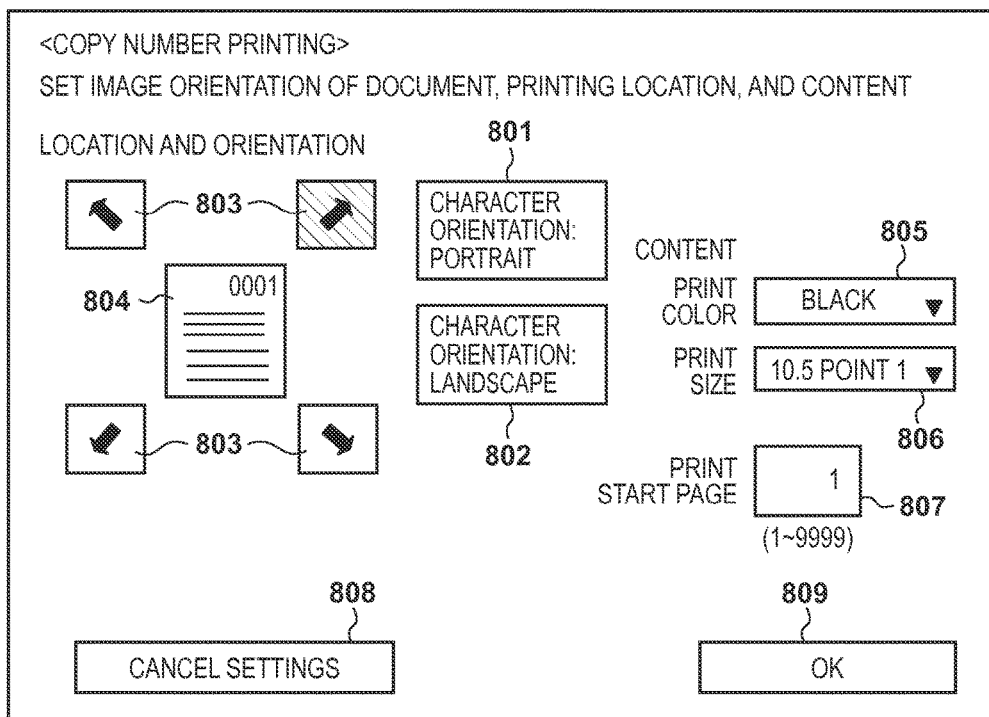 <COPY NUMBER PRINTING>
SET IMAGE ORIENTATION OF DOCUMENT, PRINTING LOCATION, AND CONTENT
LOCATION AND ORIENTATION
801
803
CHARACTER
ORIENTATION:
PORTRAIT
804
0001
CHARACTER
ORIENTATION:
LANDSCAPE
802
803
CONTENT
805
PRINT
COLOR
BLACK
PRINT
SIZE
10.5 POINT 1
806
PRINT
START PAGE
1
807
(1~9999)
808
CANCEL SETTINGS
809
OK